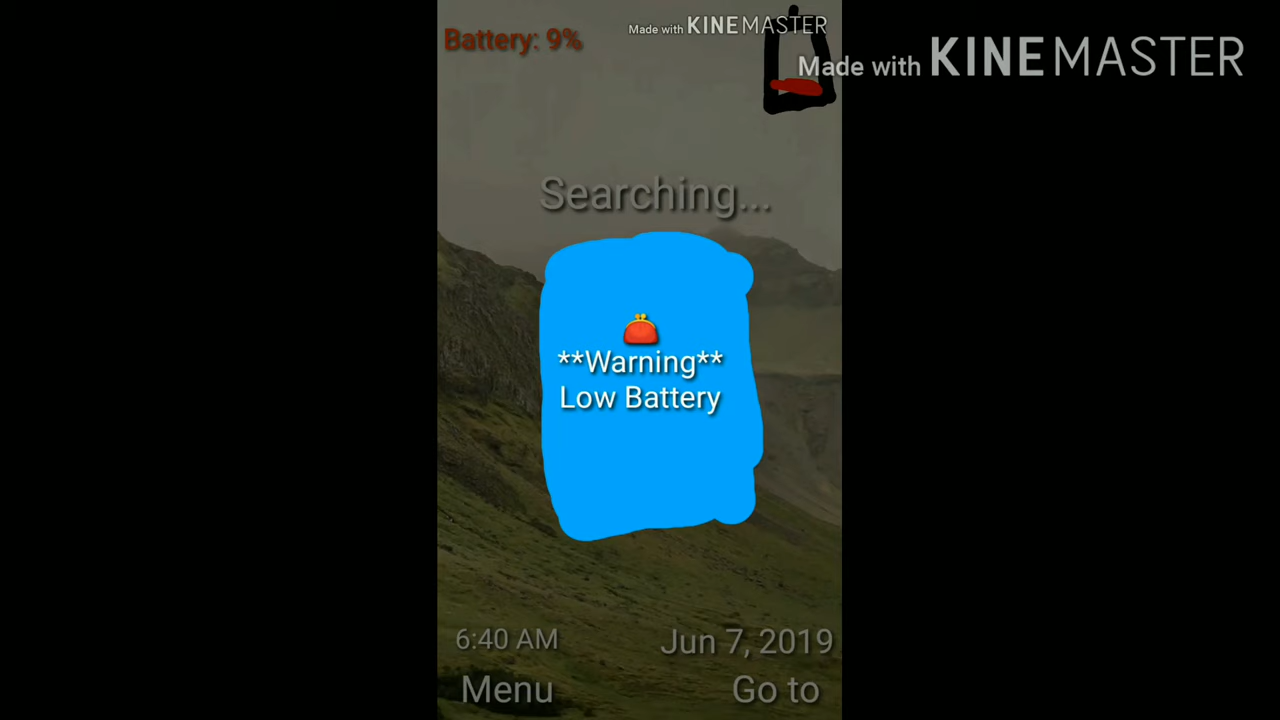 Battery: 9%
Made with KINEMASTER
Made with KINEMASTER
Searching...
**Warning**
Low Battery
6:40 AM
Jun 7, 2019
Menu
Go to